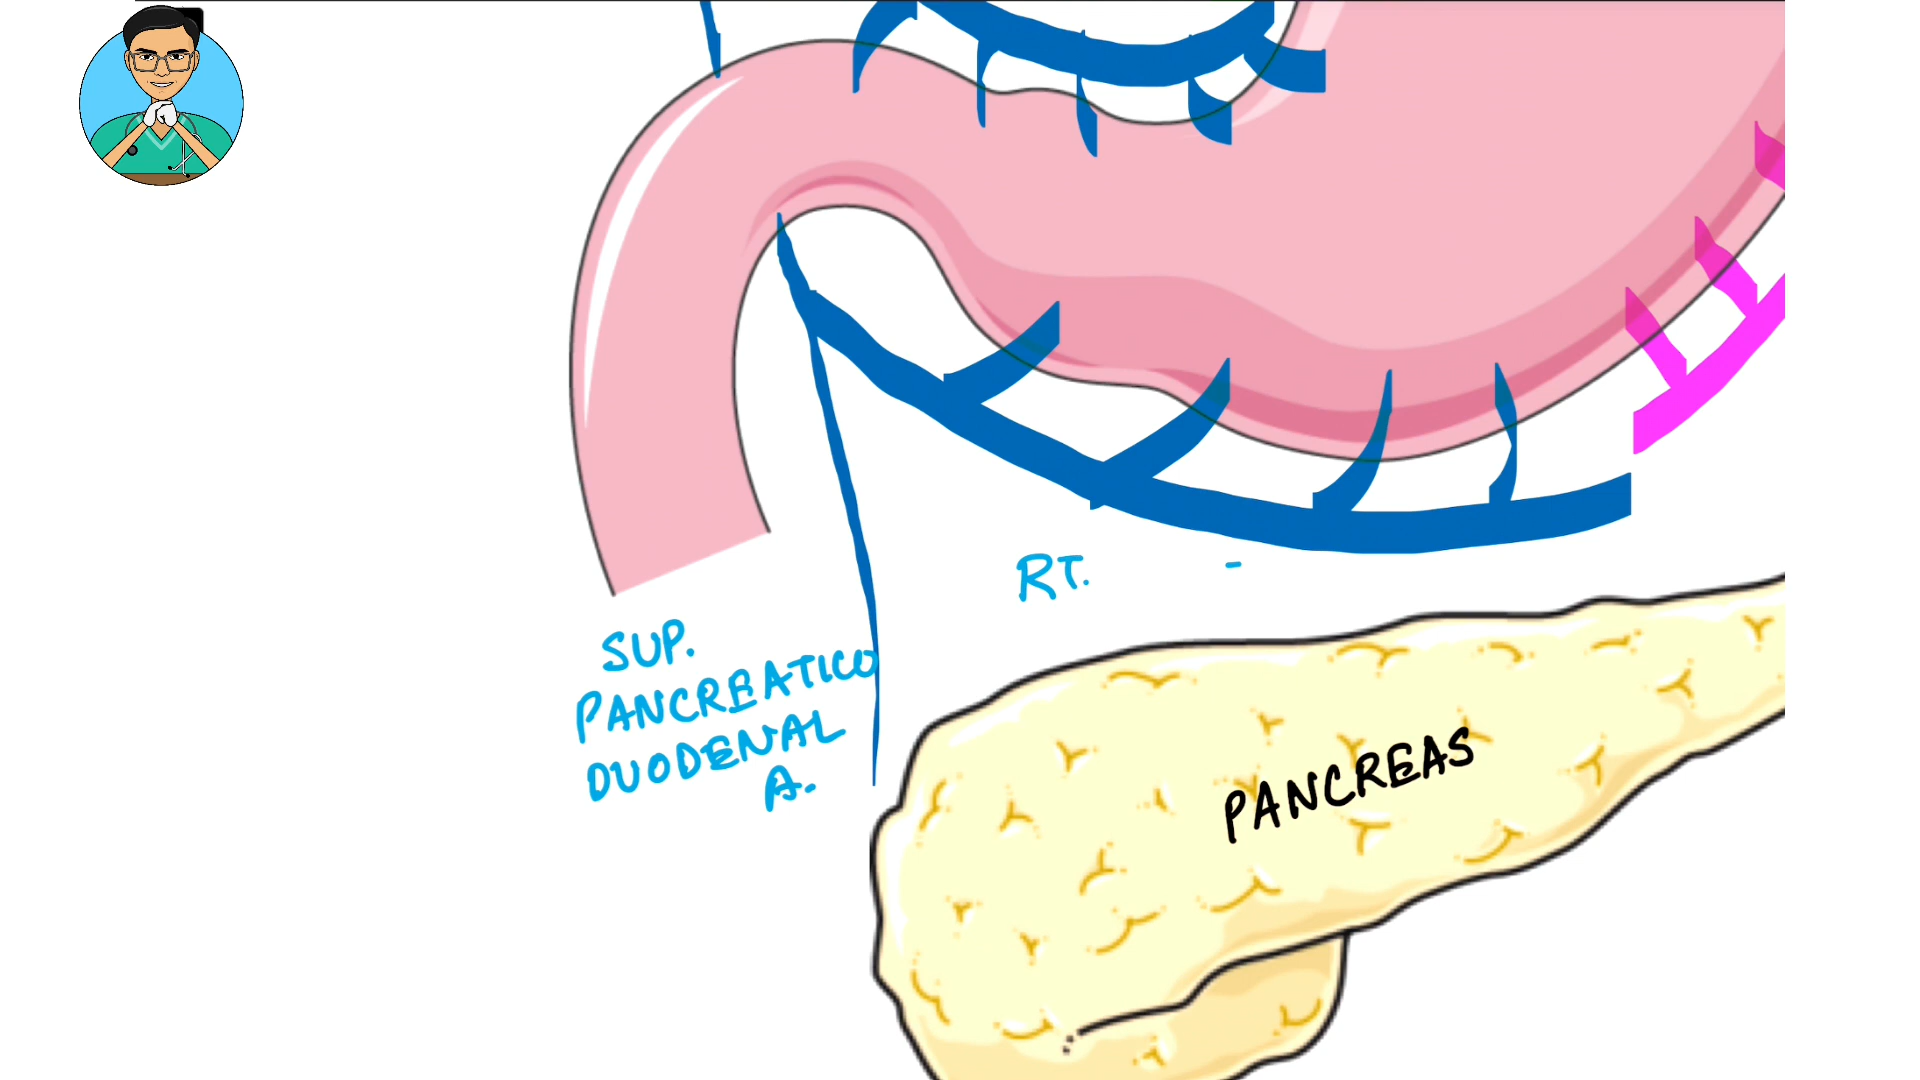 RT. -
SUP.
PANCREATICO
DUODENAL
A.
PANCREAS